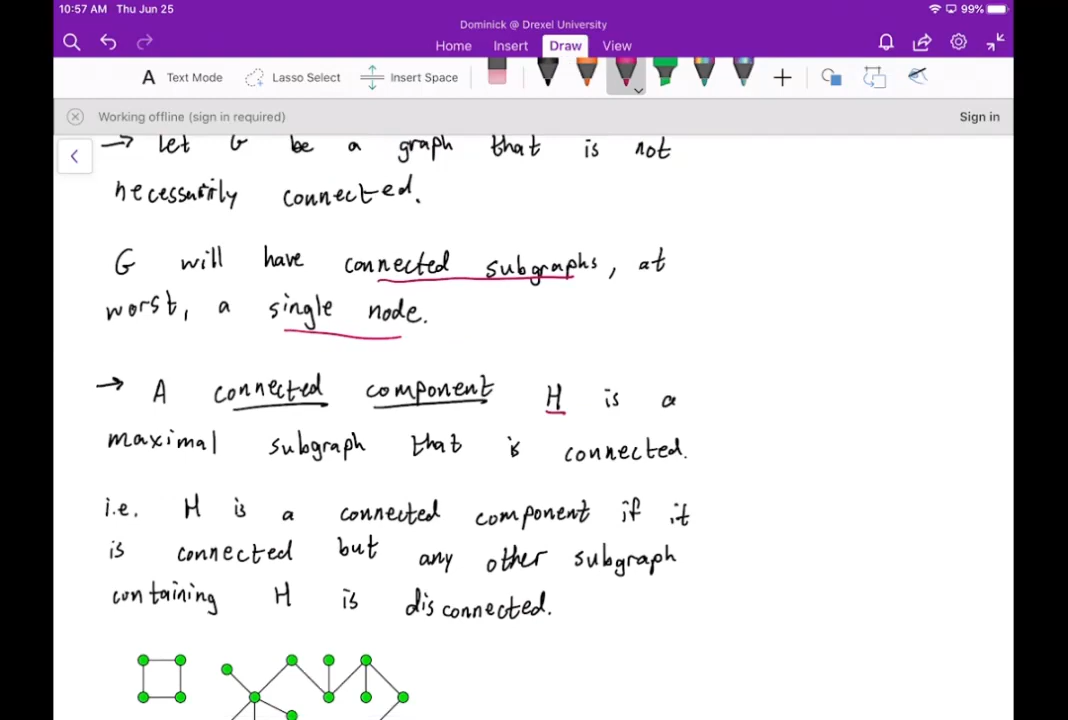 10:57 AM Thu Jun 25
99%
Dominick @ Drexel University
Home Insert Draw View
Text Mode Lasso Select Insert Space
Working offline (sign in required) Sign in
→ Let G be a graph that is not
necessarily connected.
G will have connected subgraphs, at
worst, a single node.
→ A connected component H is a
maximal subgraph that is connected.
i.e. H is a connected component if it
is connected but any other subgraph
containing H is disconnected.